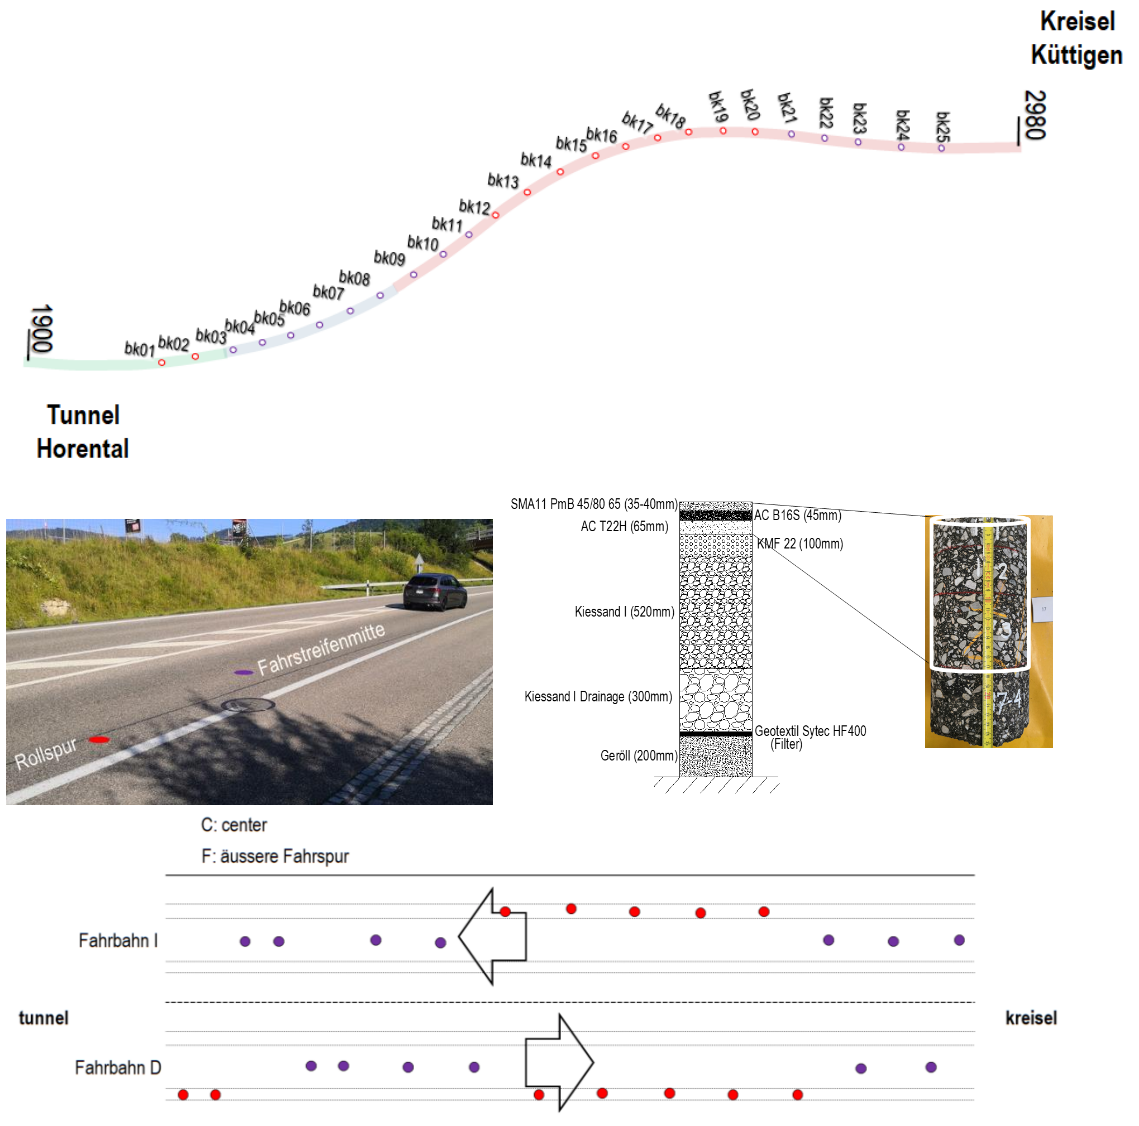 Kreisel
Küttigen
2980
bk25
bk24
bk23
bk22
bk21
bk20
bk19
bk18
bk17
bk16
bk15
bk14
bk13
bk12
bk11
bk10
bk09
bk08
bk07
bk06
bk05
bk04
bk03
bk02
bk01
1900
Tunnel
Horental
Fahrstreifenmitte
Rollspur
SMA11 PmB 45/80 65 (35-40mm)
AC B16S (45mm)
AC T22H (65mm)
KMF 22 (100mm)
Kiessand I (520mm)
Kiessand I Drainage (300mm)
Geotextil Sytec HF400
(Filter)
Geröll (200mm)
C: center
F: äussere Fahrspur
Fahrbahn I
tunnel
kreisel
Fahrbahn D